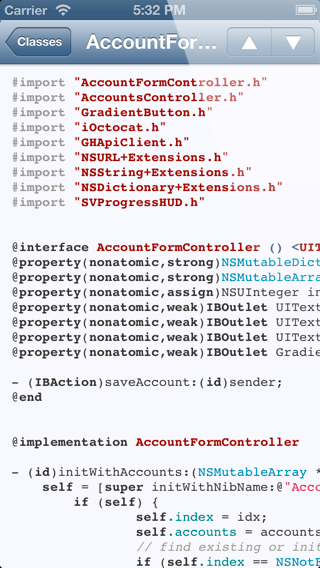 Carrier 5:32 PM
Classes AccountFor...
#import "AccountFormController.h"
#import "AccountsController.h"
#import "GradientButton.h"
#import "iOctocat.h"
#import "GHApiClient.h"
#import "NSURL+Extensions.h"
#import "NSString+Extensions.h"
#import "NSDictionary+Extensions.h"
#import "SVProgressHUD.h"
@interface AccountFormController () <UIT
@property(nonatomic,strong)NSMutableDict
@property(nonatomic,strong)NSMutableArra
@property(nonatomic,assign)NSUInteger in
@property(nonatomic,weak)IBOutlet UIText
@property(nonatomic,weak)IBOutlet UIText
@property(nonatomic,weak)IBOutlet UIText
@property(nonatomic,weak)IBOutlet Gradie
- (IBAction)saveAccount:(id)sender;
@end
@implementation AccountFormController
- (id)initWithAccounts:(NSMutableArray *
self = [super initWithNibName:@"Acco
if (self) {
self.index = idx;
self.accounts = accounts
// find existing or init
if (self.index == NSNotF